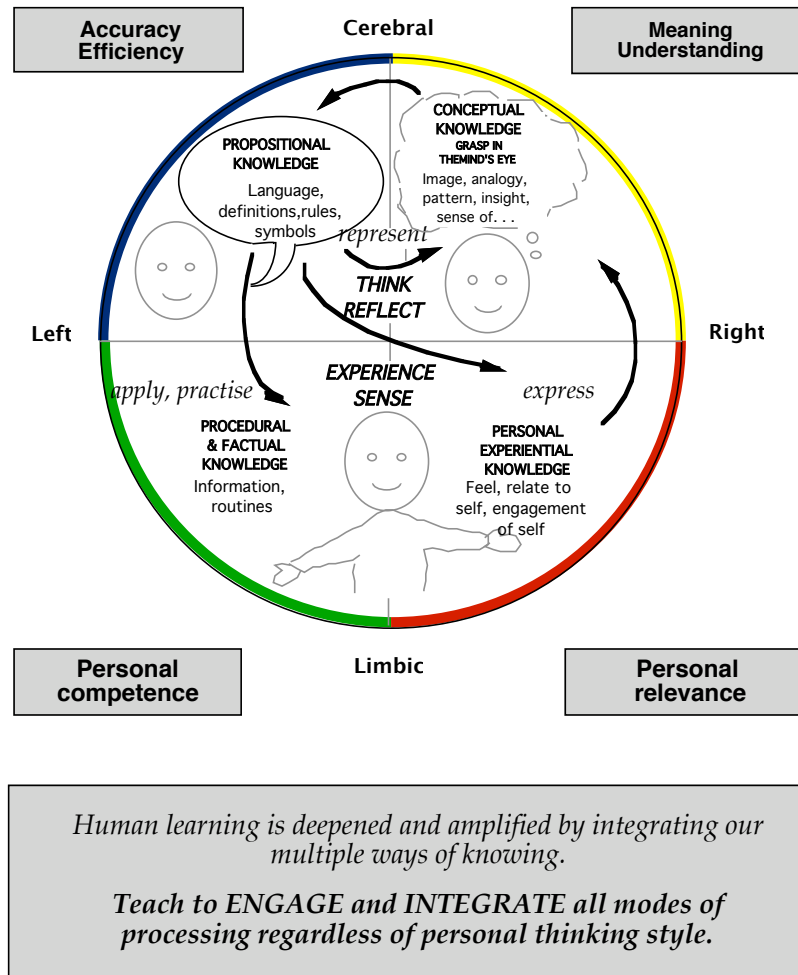 Accuracy
Efficiency
Cerebral
Meaning
Understanding
PROPOSITIONAL
KNOWLEDGE
Language,
definitions,rules,
symbols
CONCEPTUAL
KNOWLEDGE
GRASP IN
THEMIND'S EYE
Image, analogy,
pattern, insight,
sense of. . .
represent
THINK
REFLECT
Left
Right
EXPERIENCE
SENSE
apply, practise
express
PROCEDURAL
& FACTUAL
KNOWLEDGE
Information,
routines
PERSONAL
EXPERIENTIAL
KNOWLEDGE
Feel, relate to
self, engagement
of self
Personal
competence
Limbic
Personal
relevance
Human learning is deepened and amplified by integrating our
multiple ways of knowing.
Teach to ENGAGE and INTEGRATE all modes of
processing regardless of personal thinking style.